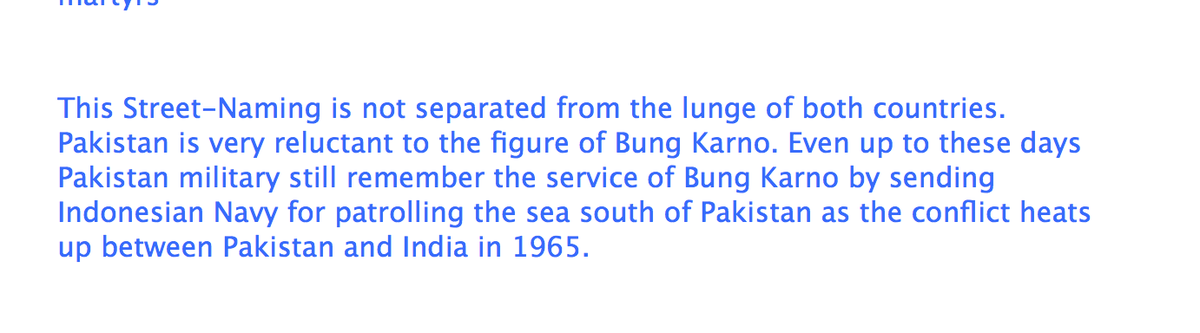 martyrs
This Street-Naming is not separated from the lunge of both countries.
Pakistan is very reluctant to the figure of Bung Karno. Even up to these days
Pakistan military still remember the service of Bung Karno by sending
Indonesian Navy for patrolling the sea south of Pakistan as the conflict heats
up between Pakistan and India in 1965.